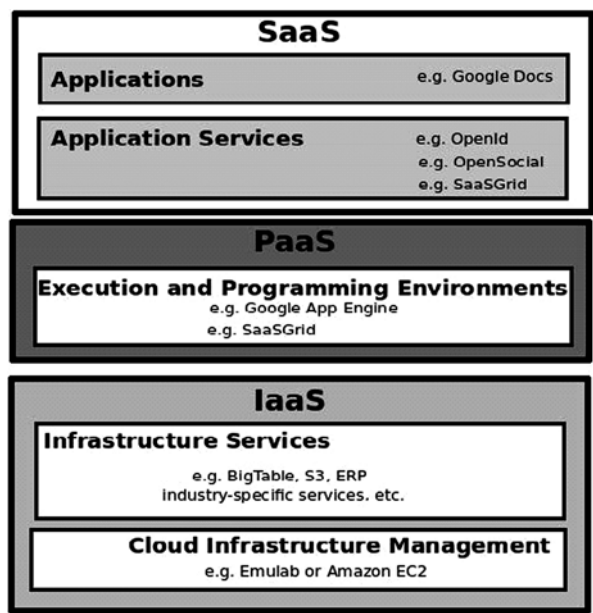 SaaS
Applications e.g. Google Docs
Application Services e.g. OpenId
e.g. OpenSocial
e.g. SaaSGrid
PaaS
Execution and Programming Environments
e.g. Google App Engine
e.g. SaaSGrid
IaaS
Infrastructure Services
e.g. BigTable, S3, ERP
industry-specific services. etc.
Cloud Infrastructure Management
e.g. Emulab or Amazon EC2